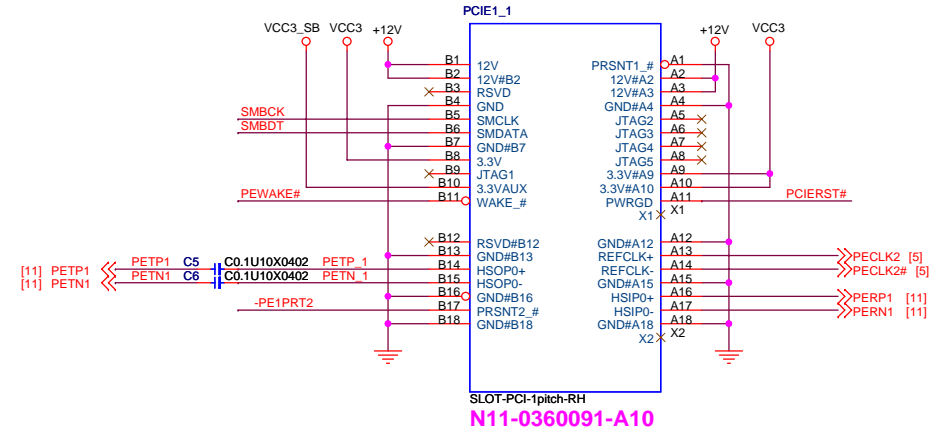 PCIE1_1
VCC3_SB VCC3 +12V +12V VCC3
B1 12V PRSNT1_# A1
B2 12V#B2 12V#A2 A2
B3 RSVD 12V#A3 A3
B4 GND GND#A4 A4
SMBCK B5 SMCLK JTAG2 A5
SMBDT B6 SMDATA JTAG3 A6
B7 GND#B7 JTAG4 A7
B8 3.3V JTAG5 A8
B9 JTAG1 3.3V#A9 A9
B10 3.3VAUX 3.3V#A10 A10
PEWAKE# B11 WAKE_# PWRGD A11 PCIERST#
X1 X1
B12 RSVD#B12 GND#A12 A12
B13 GND#B13 REFCLK+ A13 PECLK2 [5]
[11] PETP1 PETP1 C5 C0.1U10X0402 PETP_1 B14 HSOP0+ REFCLK- A14 PECLK2# [5]
[11] PETN1 PETN1 C6 C0.1U10X0402 PETN_1 B15 HSOP0- GND#A15 A15
B16 GND#B16 HSIP0+ A16 PERP1 [11]
-PE1PRT2 B17 PRSNT2_# HSIP0- A17 PERN1 [11]
B18 GND#B18 GND#A18 A18
X2 X2
SLOT-PCI-1pitch-RH
N11-0360091-A10